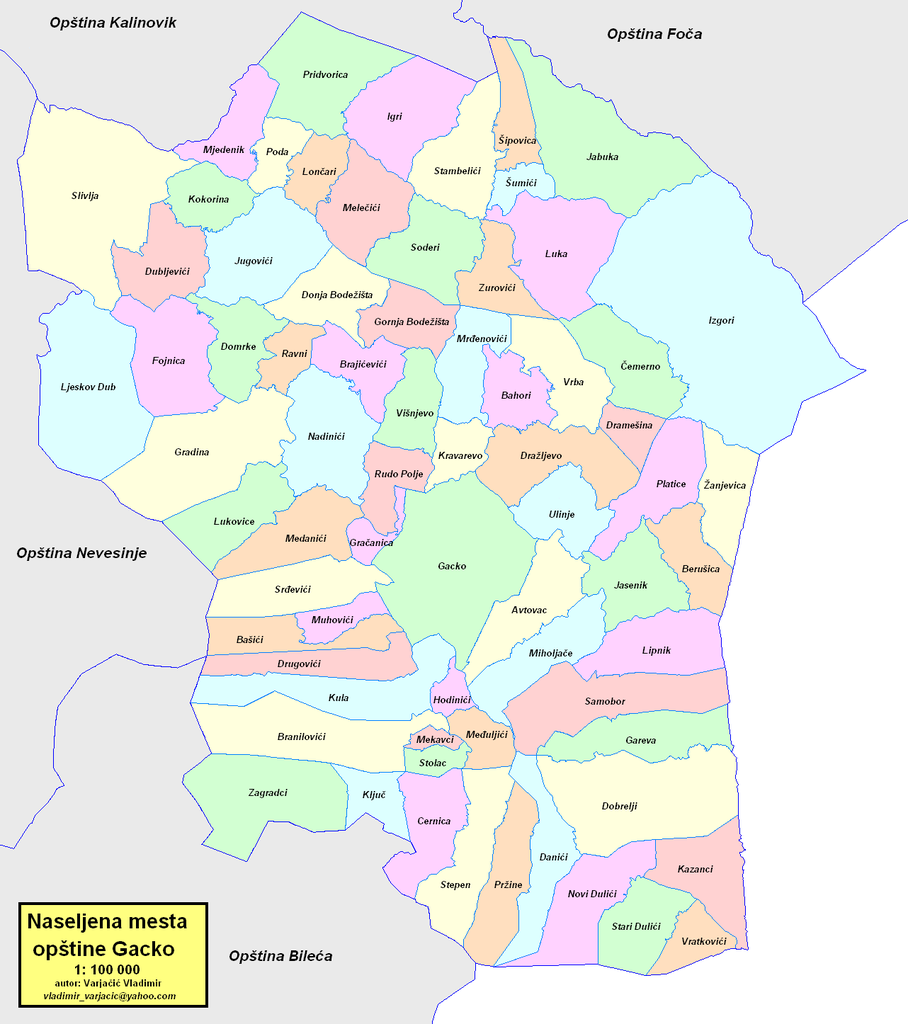 Opština Kalinovik
Opština Foča
Pridvorica
Igri
Šipovica
Mjedenik
Poda
Jabuka
Lončari
Stambelići
Šumići
Slivlja
Kokorina
Melečići
Soderi
Luka
Jugovići
Dubljevići
Zurovići
Donja Bodežišta
Izgori
Gornja Bodežišta
Mrđenovići
Domrke
Ravni
Fojnica
Brajićevići
Čemerno
Vrba
Ljeskov Dub
Bahori
Višnjevo
Dramešina
Nadinići
Gradina
Kravarevo
Dražljevo
Rudo Polje
Platice
Žanjevica
Ulinje
Lukovice
Medanići
Gračanica
Opština Nevesinje
Gacko
Berušica
Jasenik
Srđevići
Avtovac
Muhovići
Bašići
Miholjače
Lipnik
Drugovići
Kula
Hodinići
Samobor
Branilovići
Mekavci
Međuljići
Gareva
Stolac
Zagradci
Ključ
Dobrelji
Cernica
Danići
Kazanci
Stepen
Pržine
Novi Dulići
Stari Dulići
Vratkovići
Naseljena mesta
opštine Gacko
1: 100 000
autor: Varjačić Vladimir
vladimir_varjacic@yahoo.com
Opština Bileća